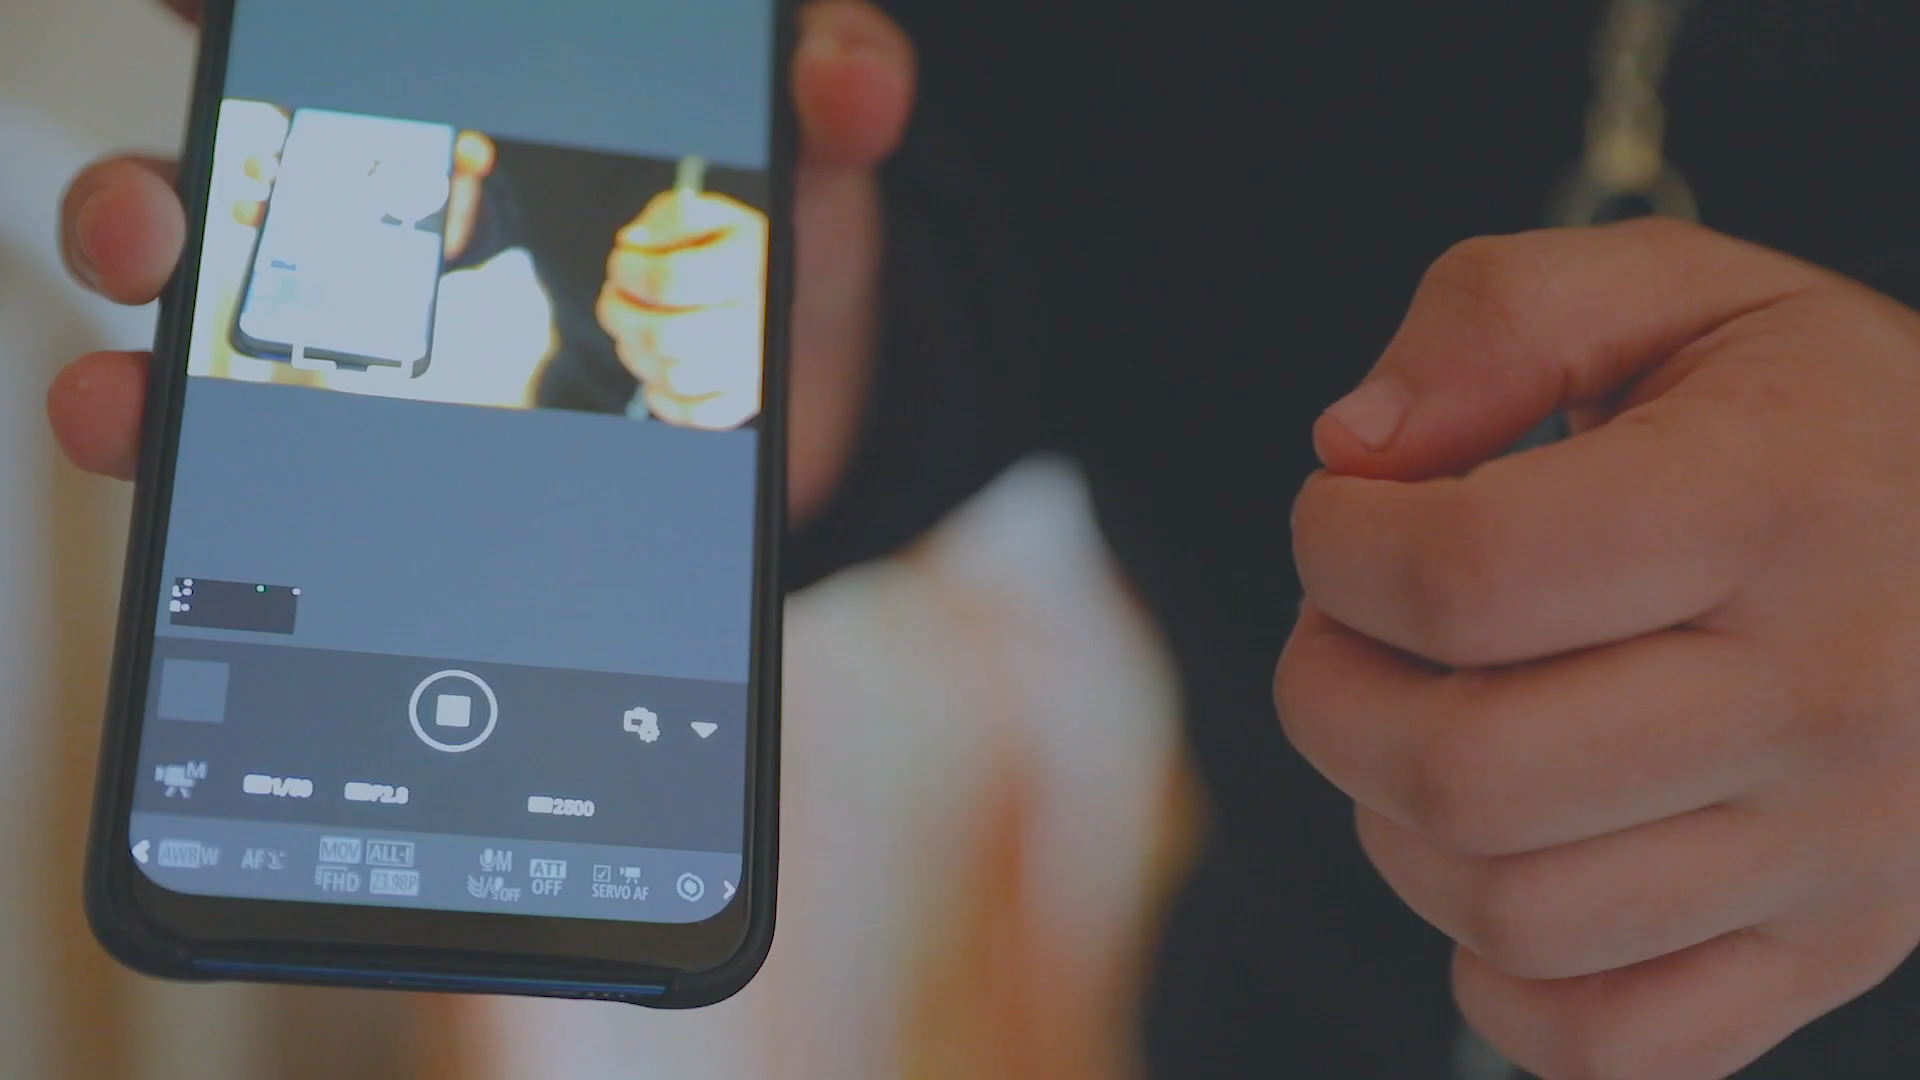 M 1/50 F2.8 2500
AWB W AF MOV ALL-I M ATT
FHD 23.98P OFF OFF SERVO AF